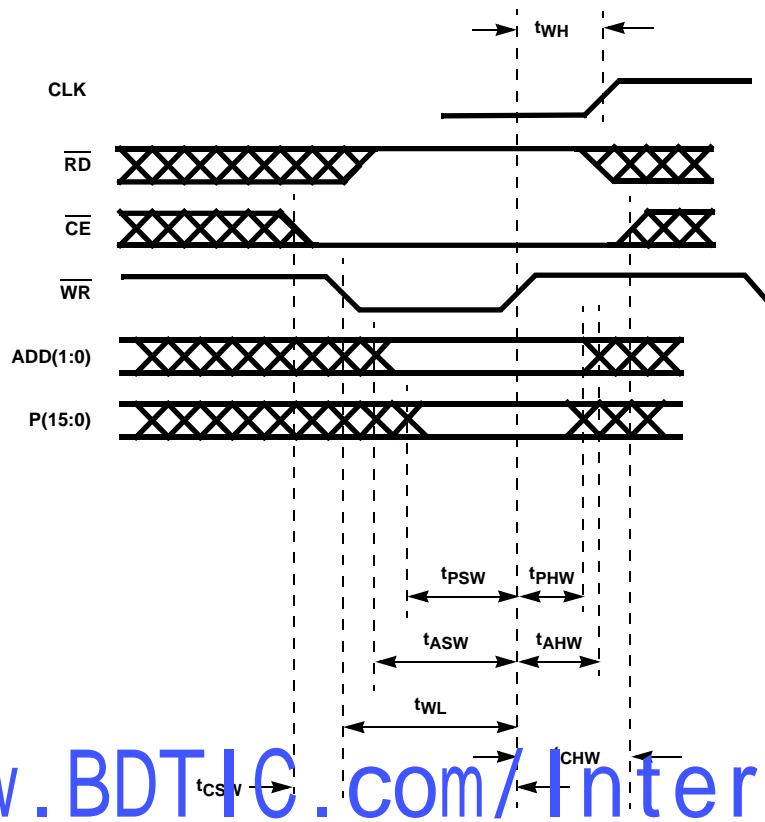 tWH
CLK
RD
CE
WR
ADD(1:0)
P(15:0)
tPSW
tPHW
tASW
tAHW
tWL
tCHW
tCSW
w.BDTIC.com/Inter